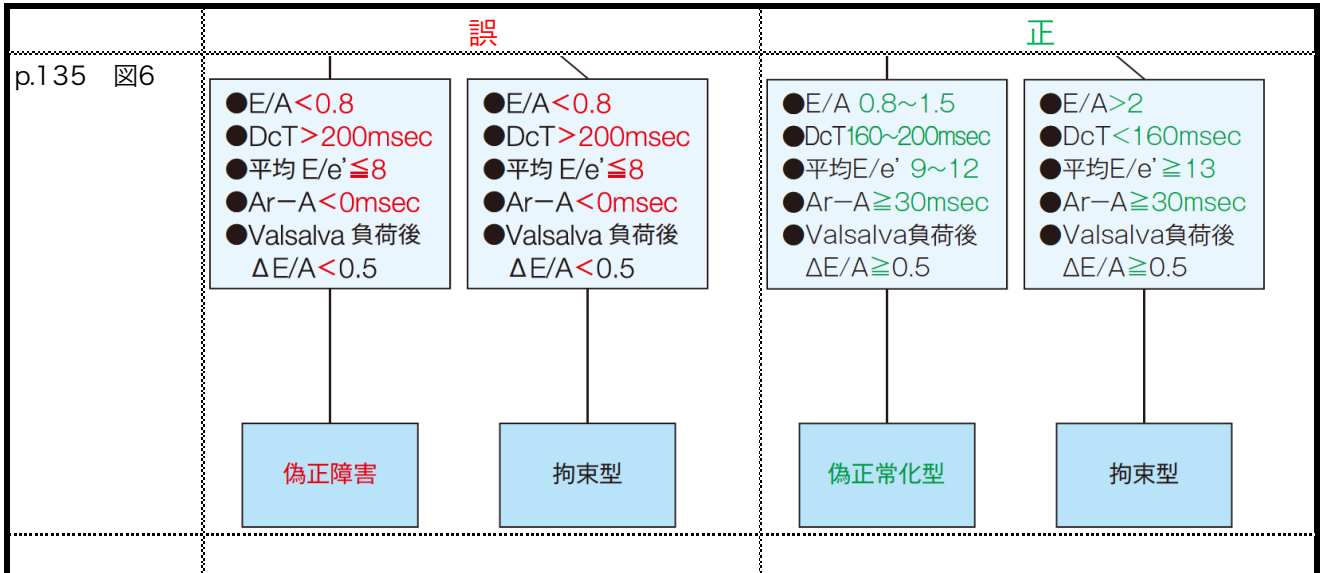 誤
正
p.135 図6
●E/A<0.8
●DcT>200msec
●平均 E/e'≦8
●Ar−A<0msec
●Valsalva 負荷後
ΔE/A<0.5
偽正障害
●E/A<0.8
●DcT>200msec
●平均 E/e'≦8
●Ar−A<0msec
●Valsalva 負荷後
ΔE/A<0.5
拘束型
●E/A 0.8~1.5
●DcT160~200msec
●平均E/e' 9~12
●Ar−A≧30msec
●Valsalva負荷後
ΔE/A≧0.5
偽正常化型
●E/A>2
●DcT<160msec
●平均E/e'≧13
●Ar−A≧30msec
●Valsalva負荷後
ΔE/A≧0.5
拘束型